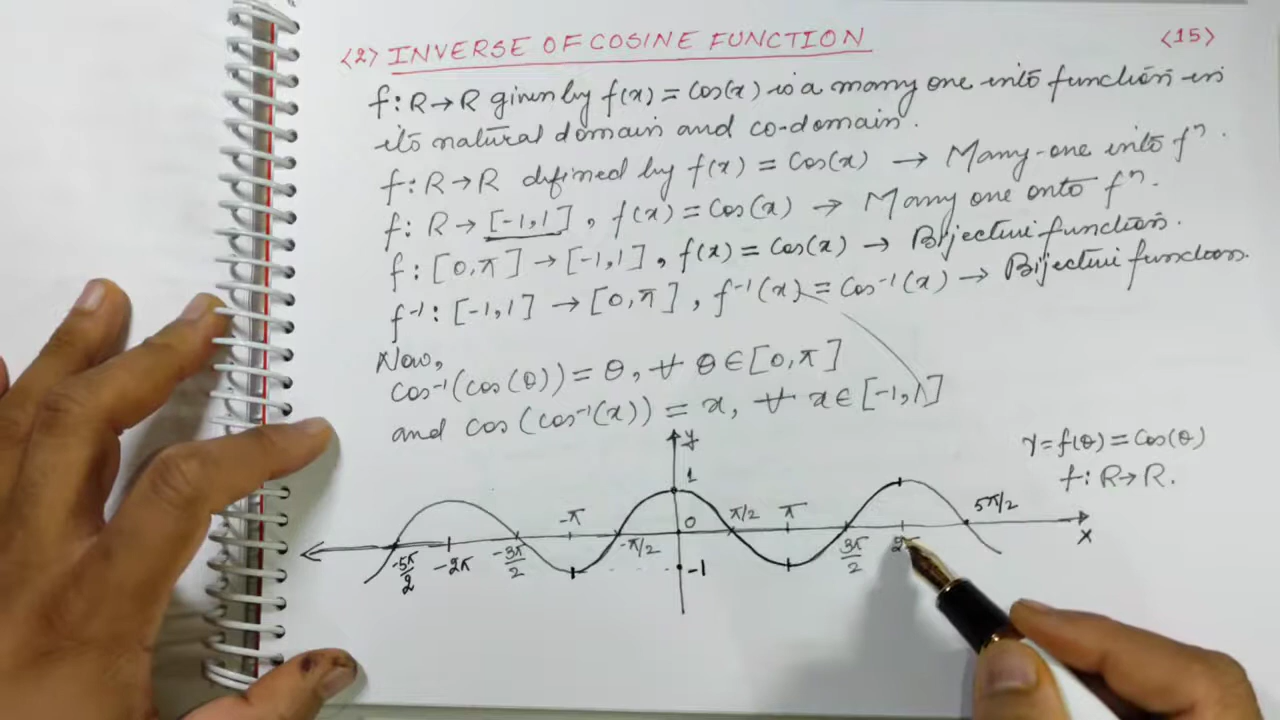 <2> INVERSE OF COSINE FUNCTION <15>
f: R→R given by f(x) = Cos(x) is a many one into function in
its natural domain and co-domain.
f: R→R defined by f(x) = Cos(x) → Many-one into fⁿ.
f: R→ [-1,1], f(x) = Cos(x) → Many one onto fⁿ.
f: [0,π] → [-1,1], f(x) = Cos(x) → Bijective function.
f⁻¹: [-1,1] → [0,π], f⁻¹(x) = Cos⁻¹(x) → Bijective function.
Now,
Cos⁻¹(Cos(θ)) = θ, ∀ θ ∈ [0,π]
and Cos(Cos⁻¹(x)) = x, ∀ x ∈ [-1,1]
y
Y = f(θ) = Cos(θ)
f: R→R.
1
-π 0 π/2 π 5π/2
X
-5π/2 -2π -3π/2 -π/2 3π/2 2π
-1